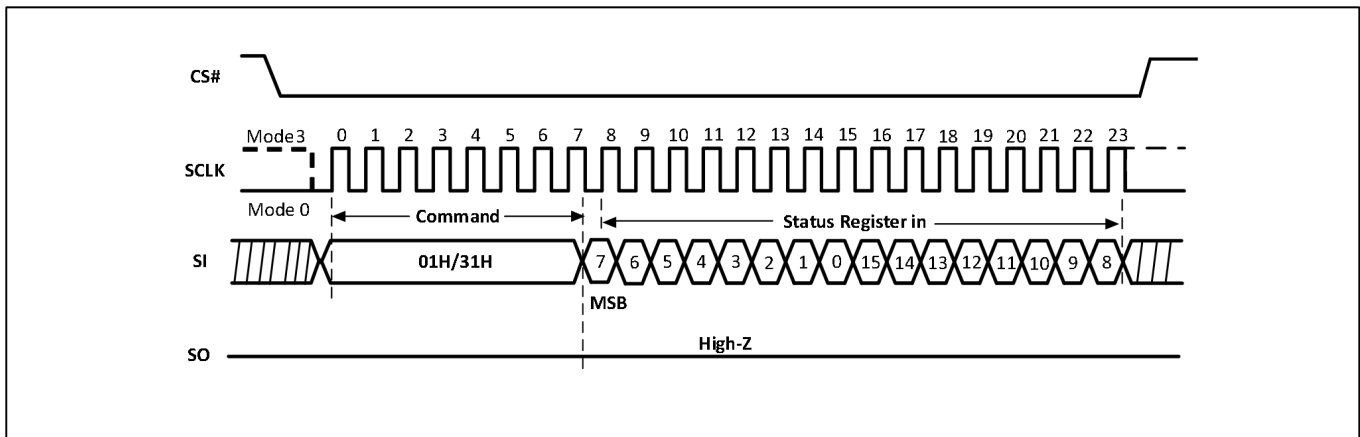 CS#
Mode3 0 1 2 3 4 5 6 7 8 9 10 11 12 13 14 15 16 17 18 19 20 21 22 23
SCLK
Mode 0
Command
Status Register in
SI 01H/31H 7 6 5 4 3 2 1 0 15 14 13 12 11 10 9 8
MSB
High-Z
SO